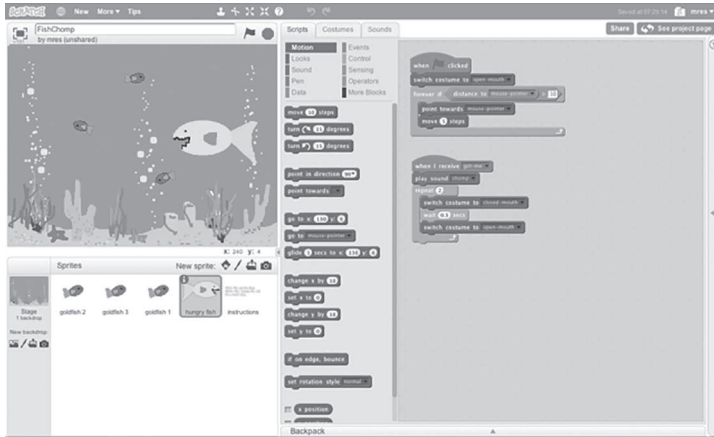 SCRATCH New More Tips Saved at 07:29:14 mres
FishChomp
by mres (unshared)
X: 240 y: 4
Sprites New sprite:
Stage
1 backdrop
New backdrop:
goldfish 2 goldfish 3 goldfish 1 hungry fish instructions
Scripts Costumes Sounds
Share See project page
Motion
Looks
Sound
Pen
Data
Events
Control
Sensing
Operators
More Blocks
move 10 steps
turn 15 degrees
turn 15 degrees
point in direction 90
point towards
go to x: 130 y: 6
go to mouse-pointer
glide 1 secs to x: 130 y: 6
change x by 10
set x to 0
change y by 10
set y to 0
if on edge, bounce
set rotation style normal
x position
when clicked
switch costume to open-mouth
forever if distance to mouse-pointer > 10
point towards mouse-pointer
move 3 steps
when I receive got-me
play sound chomp
repeat 2
switch costume to closed-mouth
wait 0.5 secs
switch costume to open-mouth
Backpack